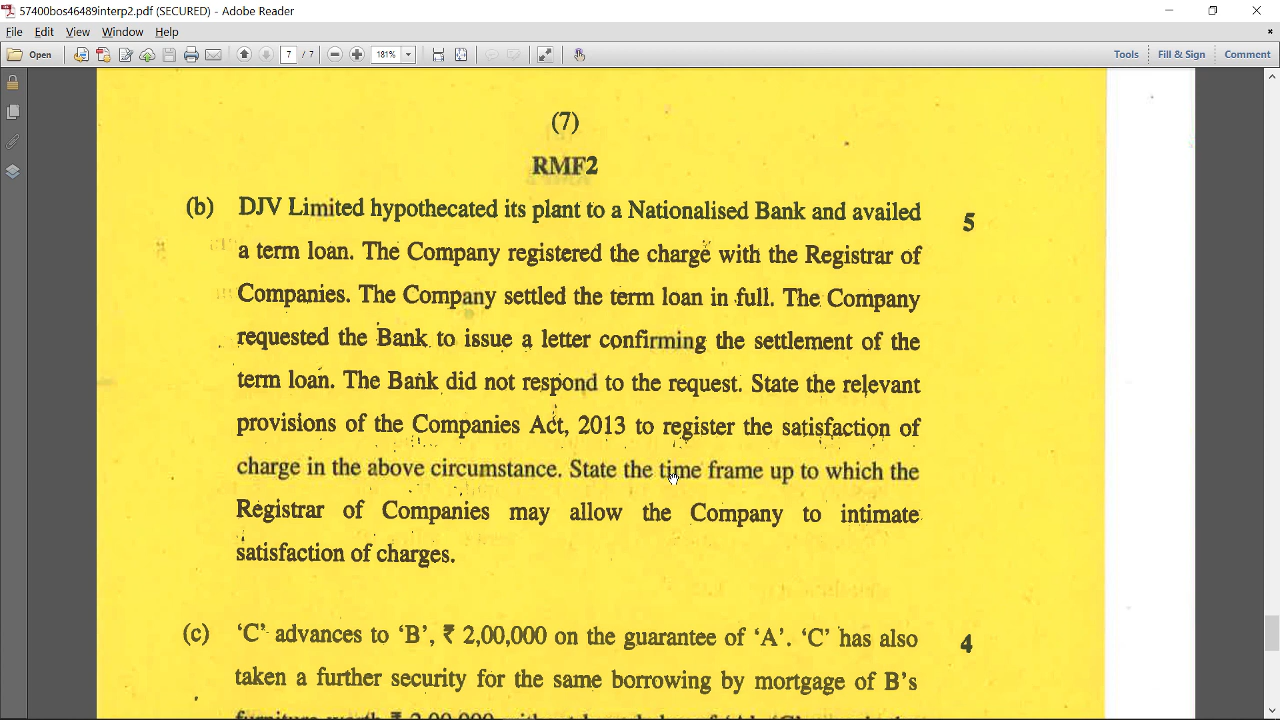 57400bos46489interp2.pdf (SECURED) - Adobe Reader
File Edit View Window Help
Open 7 / 7 181% Tools Fill & Sign Comment
(7)
RMF2
(b) DJV Limited hypothecated its plant to a Nationalised Bank and availed 5
a term loan. The Company registered the charge with the Registrar of
Companies. The Company settled the term loan in full. The Company
requested the Bank to issue a letter confirming the settlement of the
term loan. The Bank did not respond to the request. State the relevant
provisions of the Companies Act, 2013 to register the satisfaction of
charge in the above circumstance. State the time frame up to which the
Registrar of Companies may allow the Company to intimate
satisfaction of charges.
(c) ‘C’ advances to ‘B’, ₹ 2,00,000 on the guarantee of ‘A’. ‘C’ has also 4
taken a further security for the same borrowing by mortgage of B’s